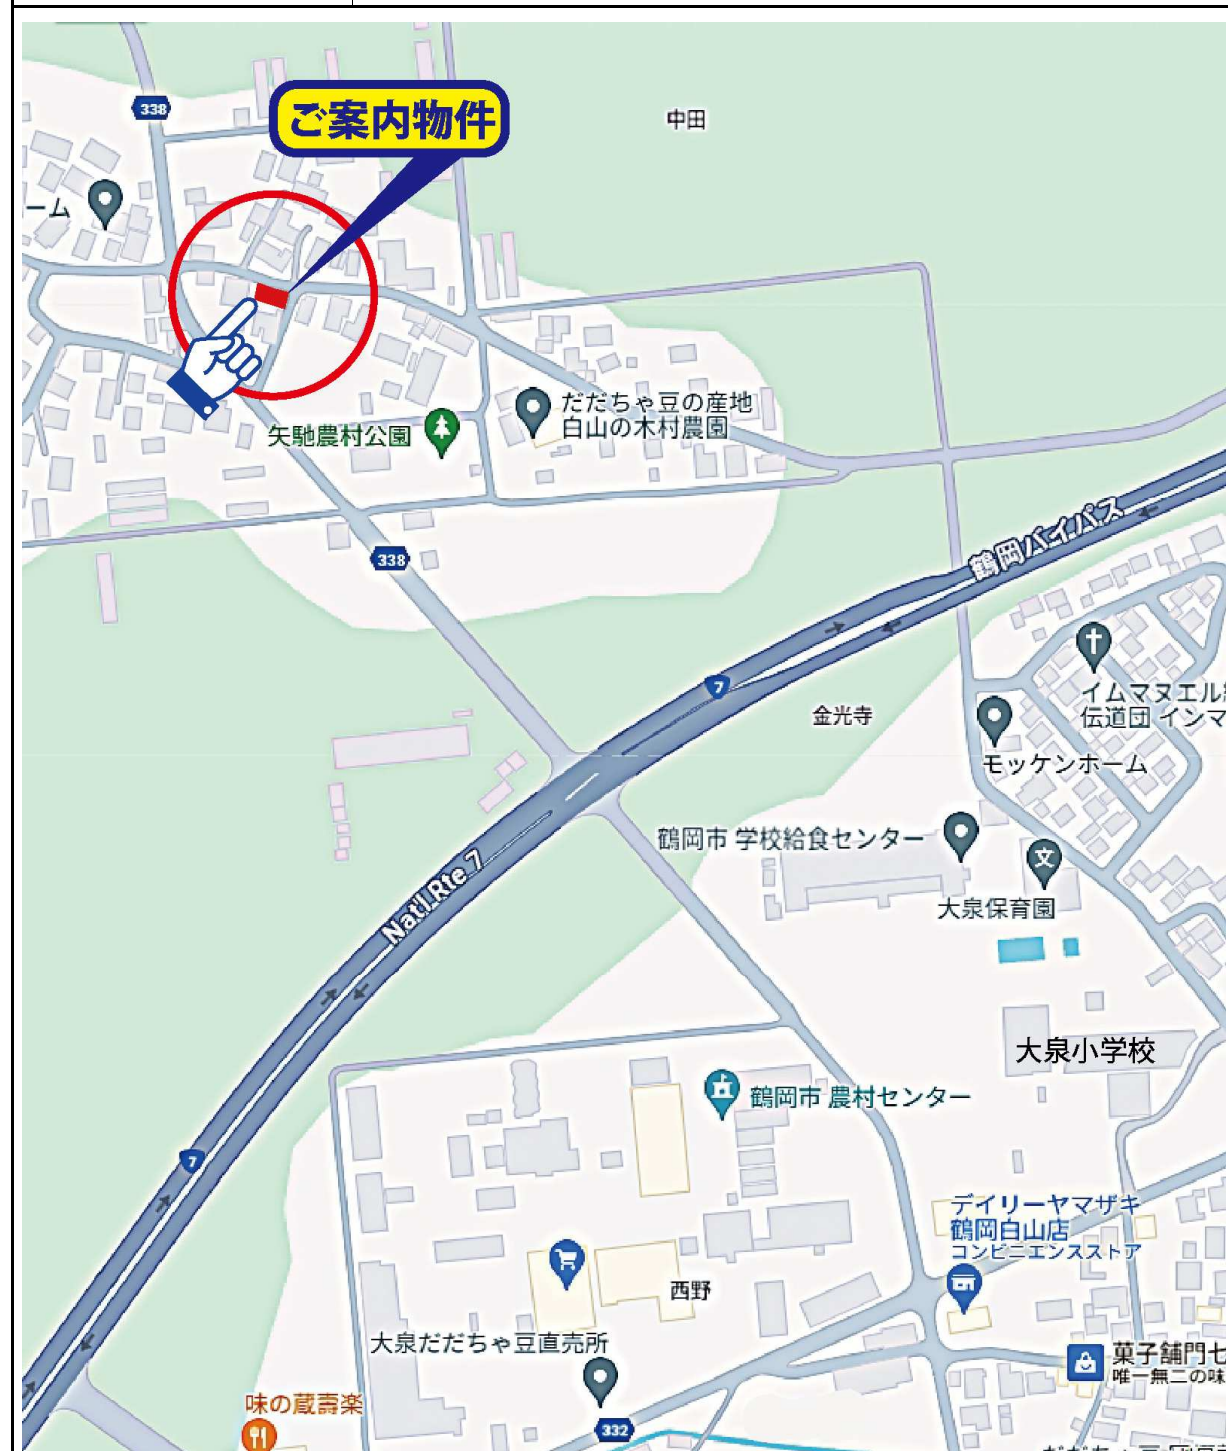 338
ご案内物件
中田
ーム
だだちゃ豆の産地
白山の木村農園
矢馳農村公園
338
鶴岡バイパス
7
イムマヌエル
伝道団 インマ
金光寺
モッケンホーム
鶴岡市 学校給食センター
文
大泉保育園
Nat'l Rte 7
大泉小学校
鶴岡市 農村センター
7
デイリーヤマザキ
鶴岡白山店
コンビニエンスストア
西野
大泉だだちゃ豆直売所
菓子舗門七
唯一無二の味
味の蔵壽楽
332